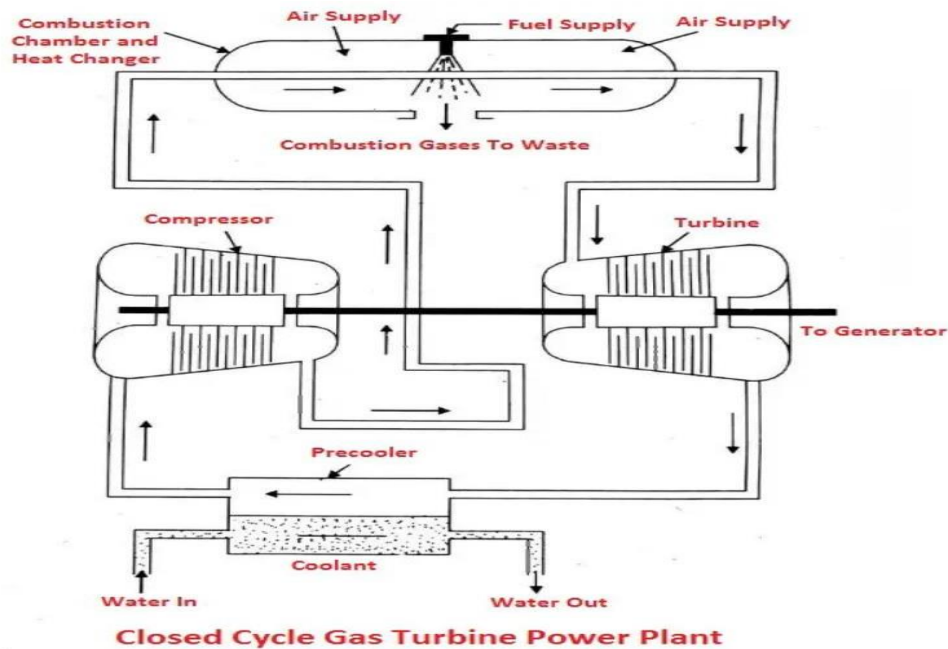 Combustion
Chamber and
Heat Changer
Air Supply
Fuel Supply
Air Supply
Combustion Gases To Waste
Compressor
Turbine
To Generator
Precooler
Coolant
Water In
Water Out
Closed Cycle Gas Turbine Power Plant